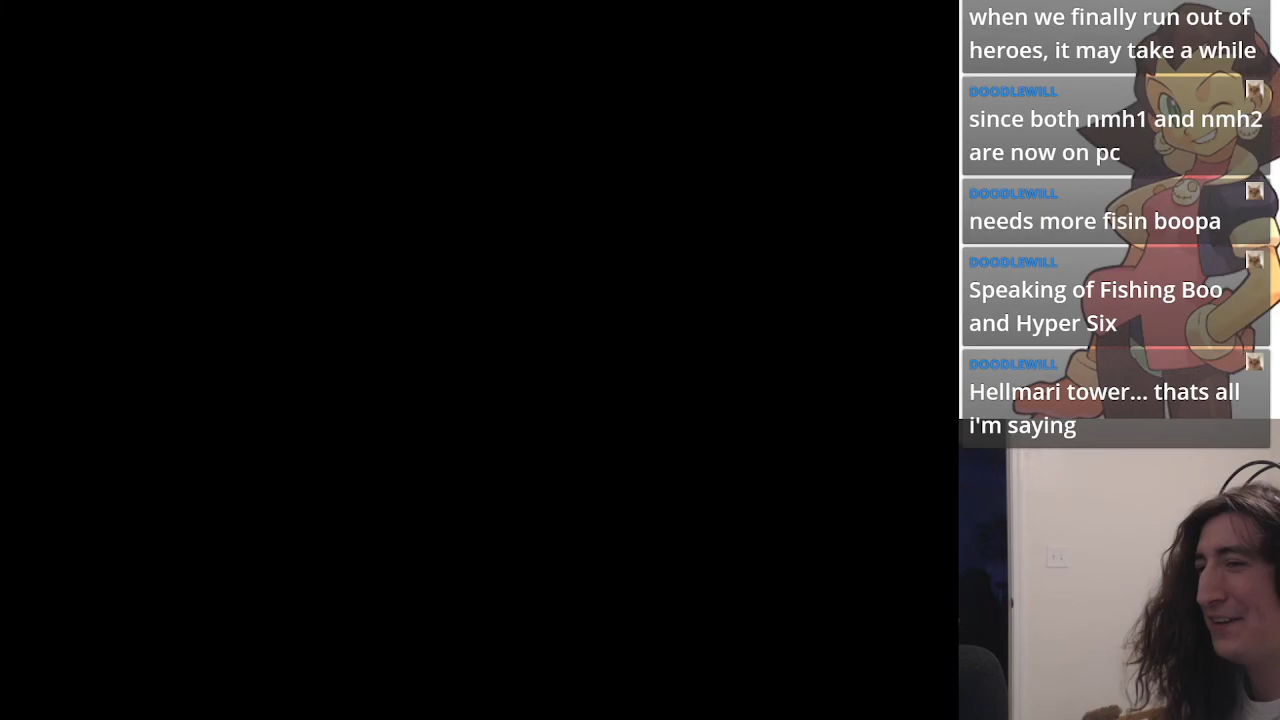 when we finally run out of
heroes, it may take a while
DOODLEWILL
since both nmh1 and nmh2
are now on pc
DOODLEWILL
needs more fisin boopa
DOODLEWILL
Speaking of Fishing Boo
and Hyper Six
DOODLEWILL
Hellmari tower... thats all
i'm saying